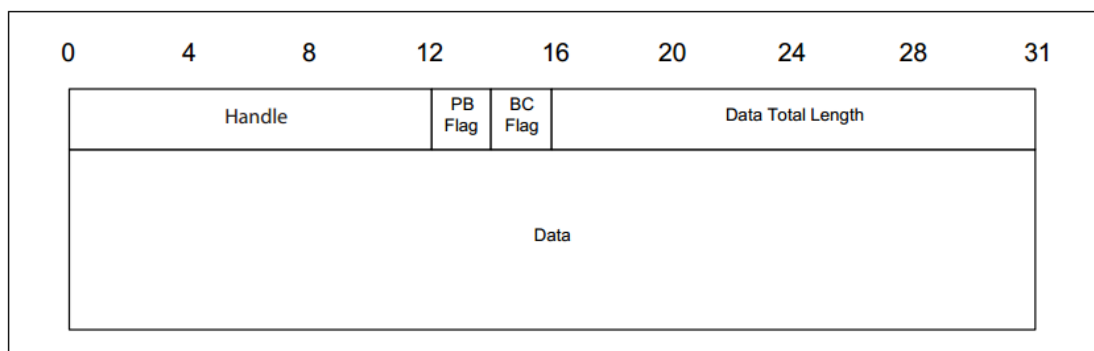 0 4 8 12 16 20 24 28 31
Handle
PB
Flag
BC
Flag
Data Total Length
Data